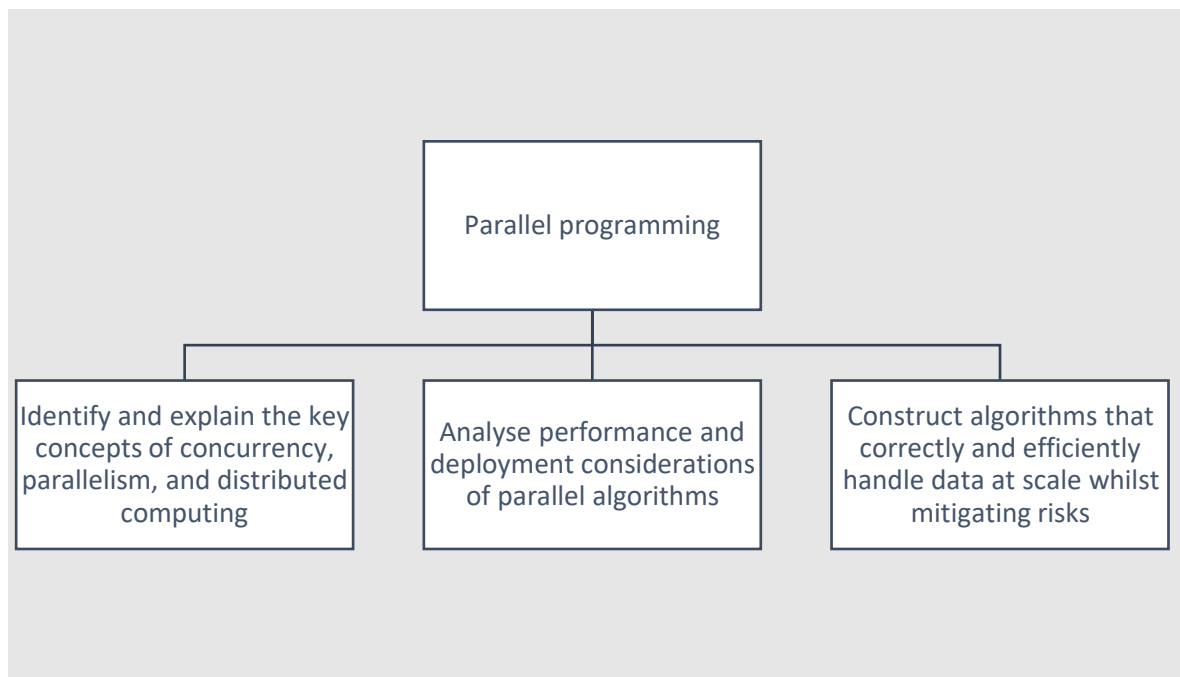 Parallel programming
Identify and explain the key
concepts of concurrency,
parallelism, and distributed
computing
Analyse performance and
deployment considerations
of parallel algorithms
Construct algorithms that
correctly and efficiently
handle data at scale whilst
mitigating risks